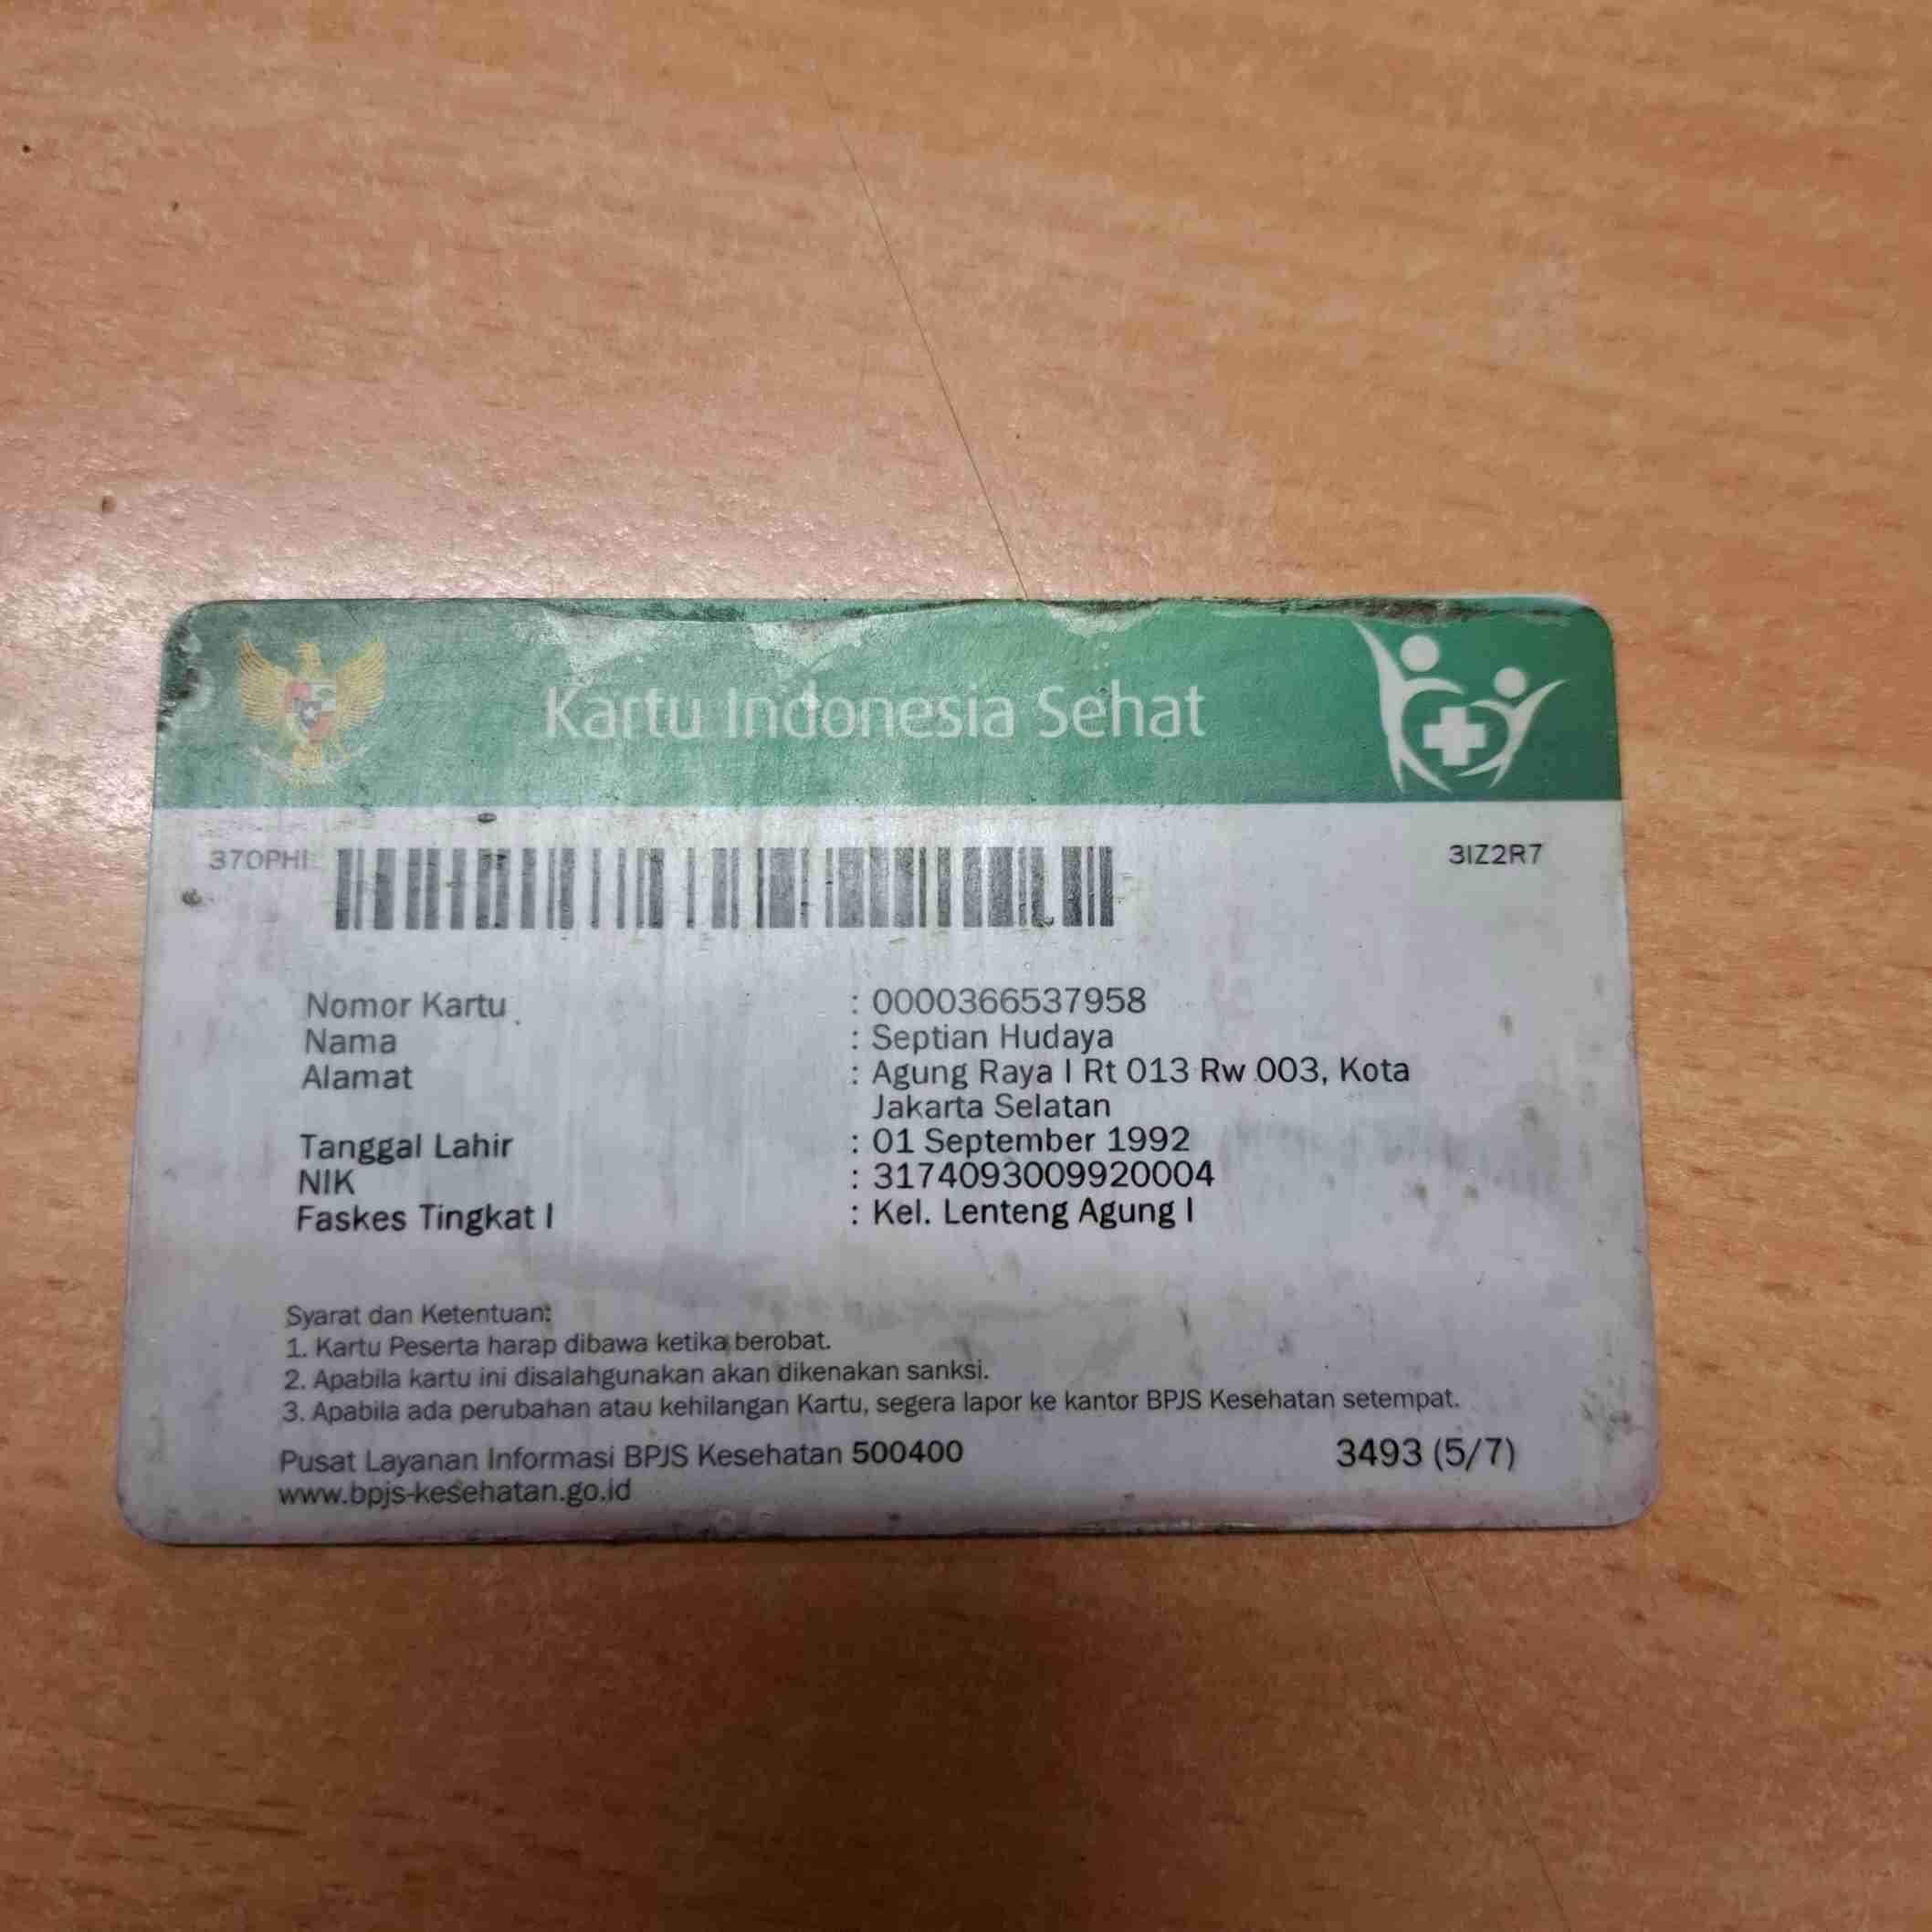 Kartu Indonesia Sehat
370PHI
3IZ2R7
Nomor Kartu : 0000366537958
Nama : Septian Hudaya
Alamat : Agung Raya I Rt 013 Rw 003, Kota
Jakarta Selatan
Tanggal Lahir : 01 September 1992
NIK : 3174093009920004
Faskes Tingkat I : Kel. Lenteng Agung I
Syarat dan Ketentuan:
1. Kartu Peserta harap dibawa ketika berobat.
2. Apabila kartu ini disalahgunakan akan dikenakan sanksi.
3. Apabila ada perubahan atau kehilangan Kartu, segera lapor ke kantor BPJS Kesehatan setempat.
Pusat Layanan Informasi BPJS Kesehatan 500400
3493 (5/7)
www.bpjs-kesehatan.go.id